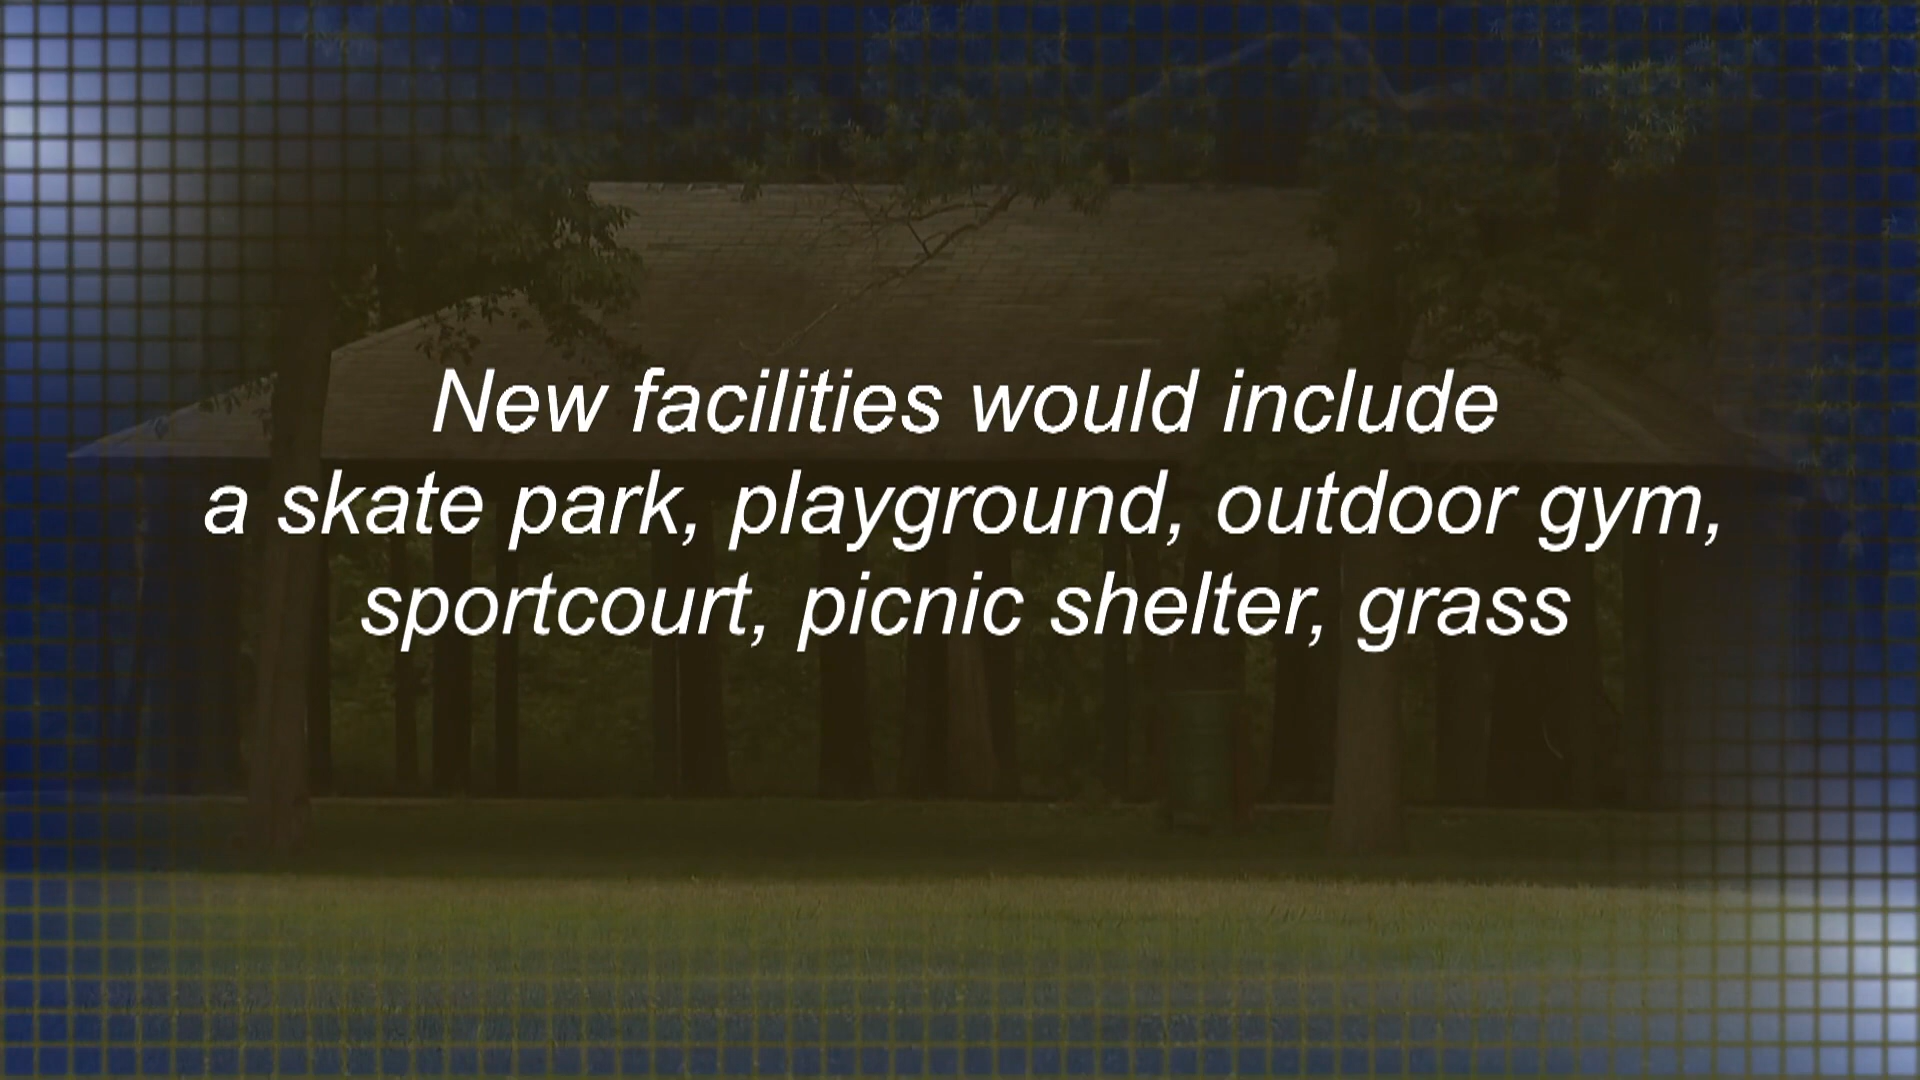 New facilities would include
a skate park, playground, outdoor gym,
sportcourt, picnic shelter, grass